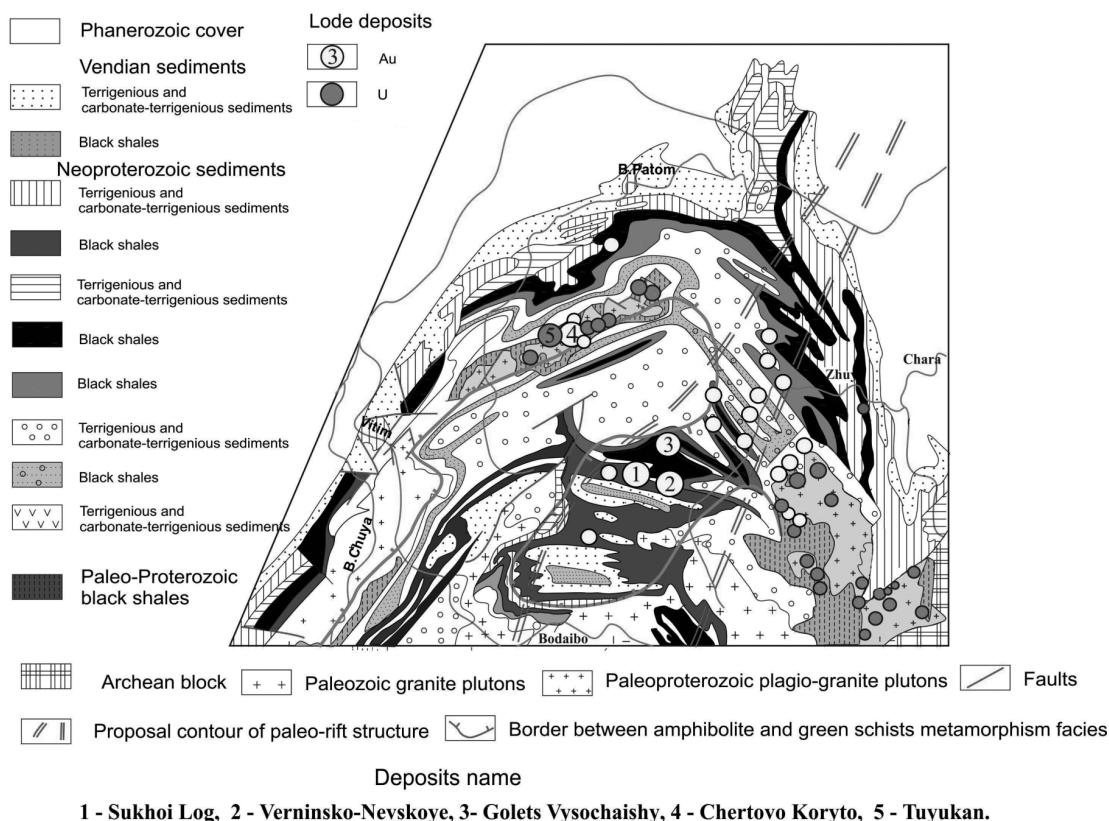 Phanerozoic cover
Vendian sediments
Terrigenious and
carbonate-terrigenious sediments
Black shales
Neoproterozoic sediments
Terrigenious and
carbonate-terrigenious sediments
Black shales
Terrigenious and
carbonate-terrigenious sediments
Black shales
Black shales
Terrigenious and
carbonate-terrigenious sediments
Black shales
Terrigenious and
carbonate-terrigenious sediments
Paleo-Proterozoic
black shales
Lode deposits
3 Au
U
B.Patom
Chara
Zhuy
5 4
Vitim
3
1
2
B.Chuya
Bodaibo
Archean block
Paleozoic granite plutons
Paleoproterozoic plagio-granite plutons
Faults
Proposal contour of paleo-rift structure
Border between amphibolite and green schists metamorphism facies
Deposits name
1 - Sukhoi Log, 2 - Verninsko-Nevskoye, 3- Golets Vysochaishy, 4 - Chertovo Koryto, 5 - Tuyukan.